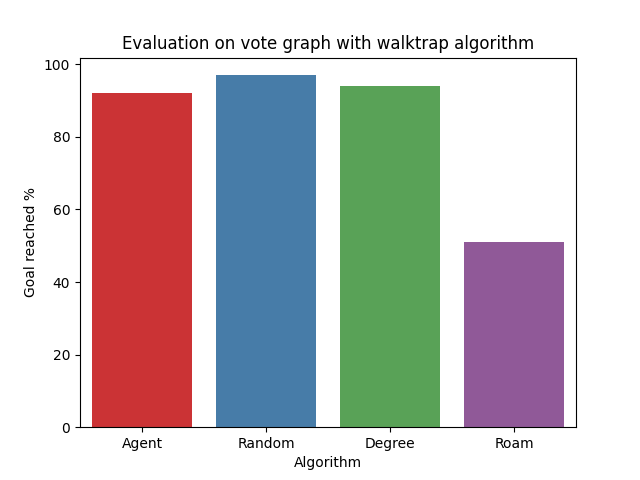 Evaluation on vote graph with walktrap algorithm
Goal reached %
100
80
60
40
20
0
Agent Random Degree Roam
Algorithm